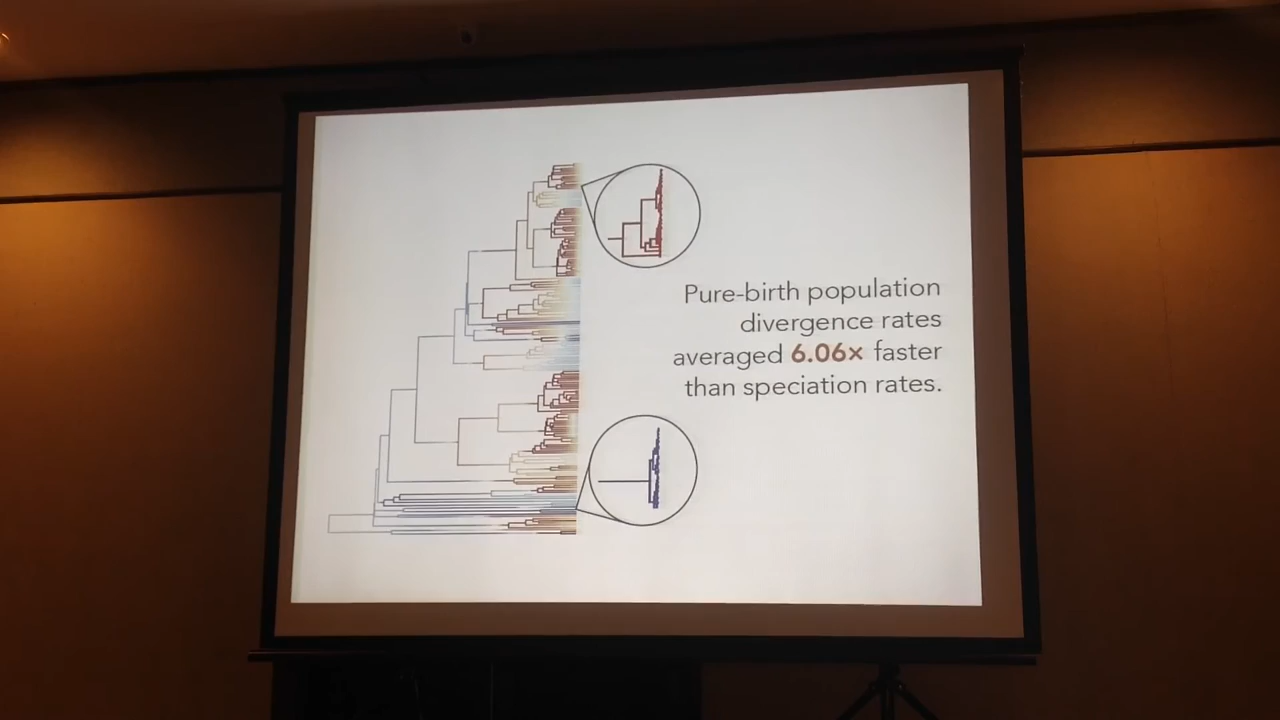 Pure-birth population
divergence rates
averaged 6.06× faster
than speciation rates.